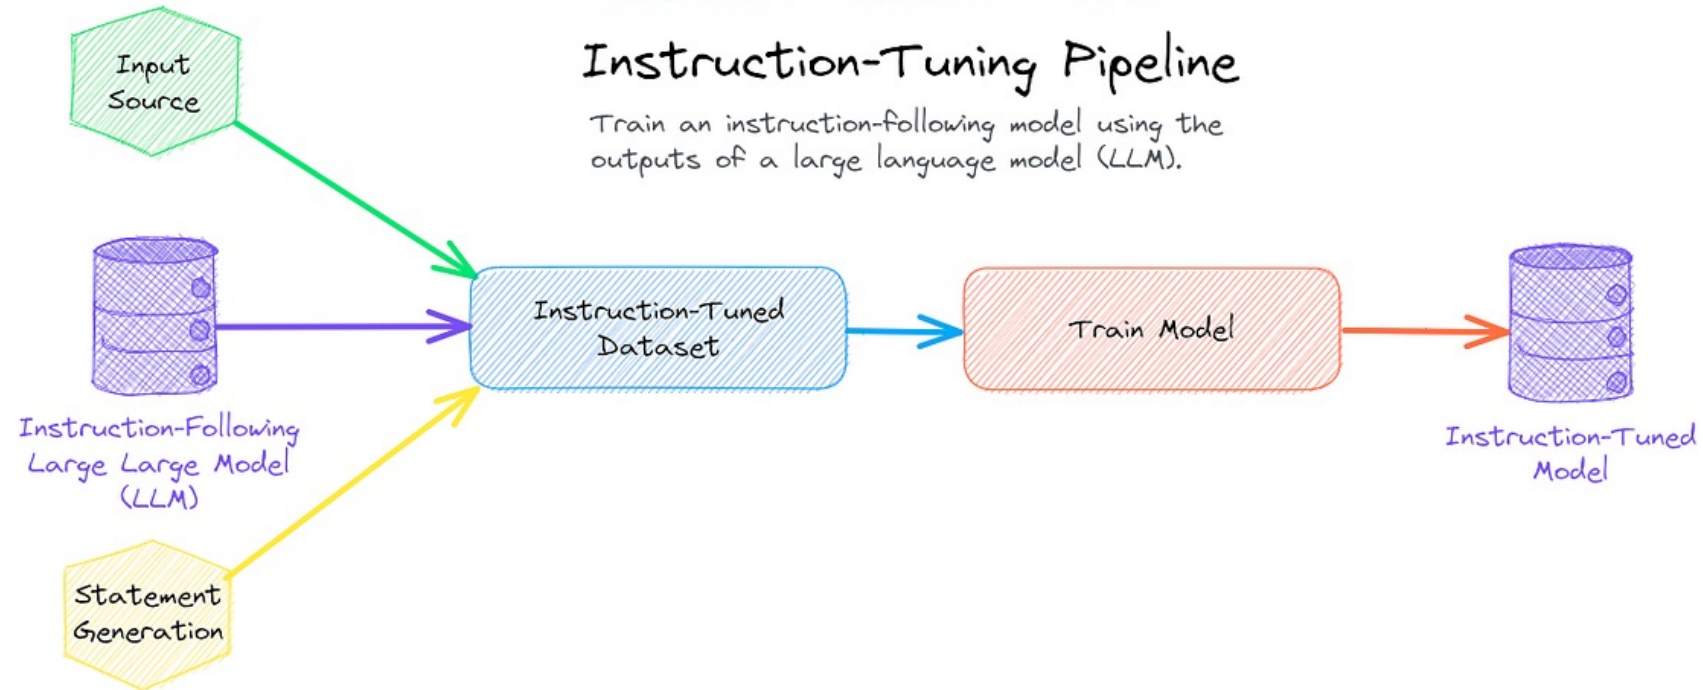 Instruction-Tuning Pipeline
Train an instruction-following model using the
outputs of a large language model (LLM).
Input
Source
Instruction-Following
Large Large Model
(LLM)
Statement
Generation
Instruction-Tuned
Dataset
Train Model
Instruction-Tuned
Model